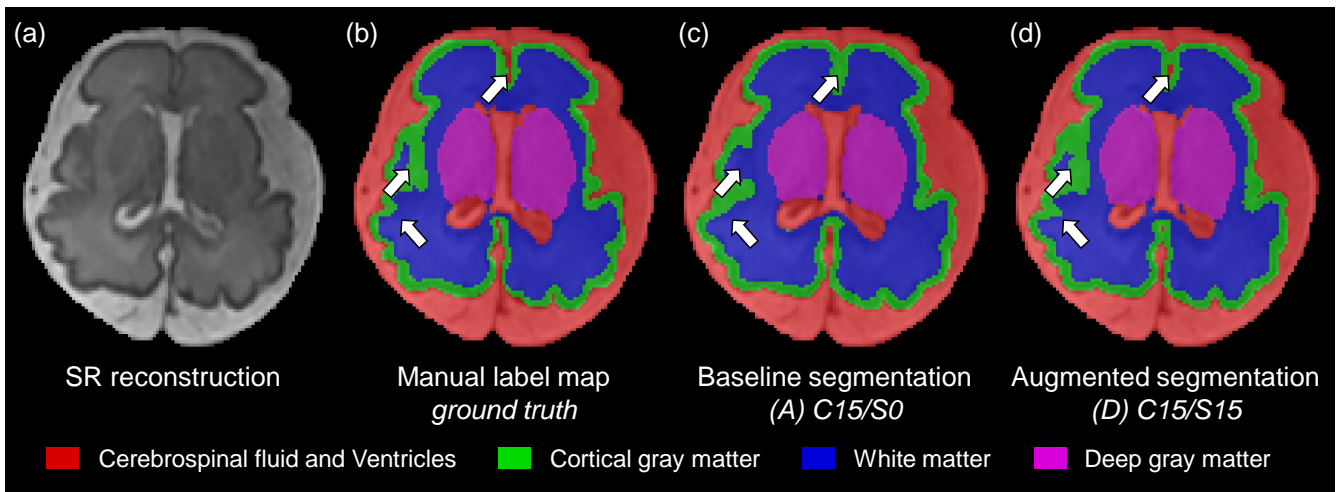 (a) (b) (c) (d)
SR reconstruction Manual label map Baseline segmentation Augmented segmentation
ground truth (A) C15/S0 (D) C15/S15
Cerebrospinal fluid and Ventricles Cortical gray matter White matter Deep gray matter